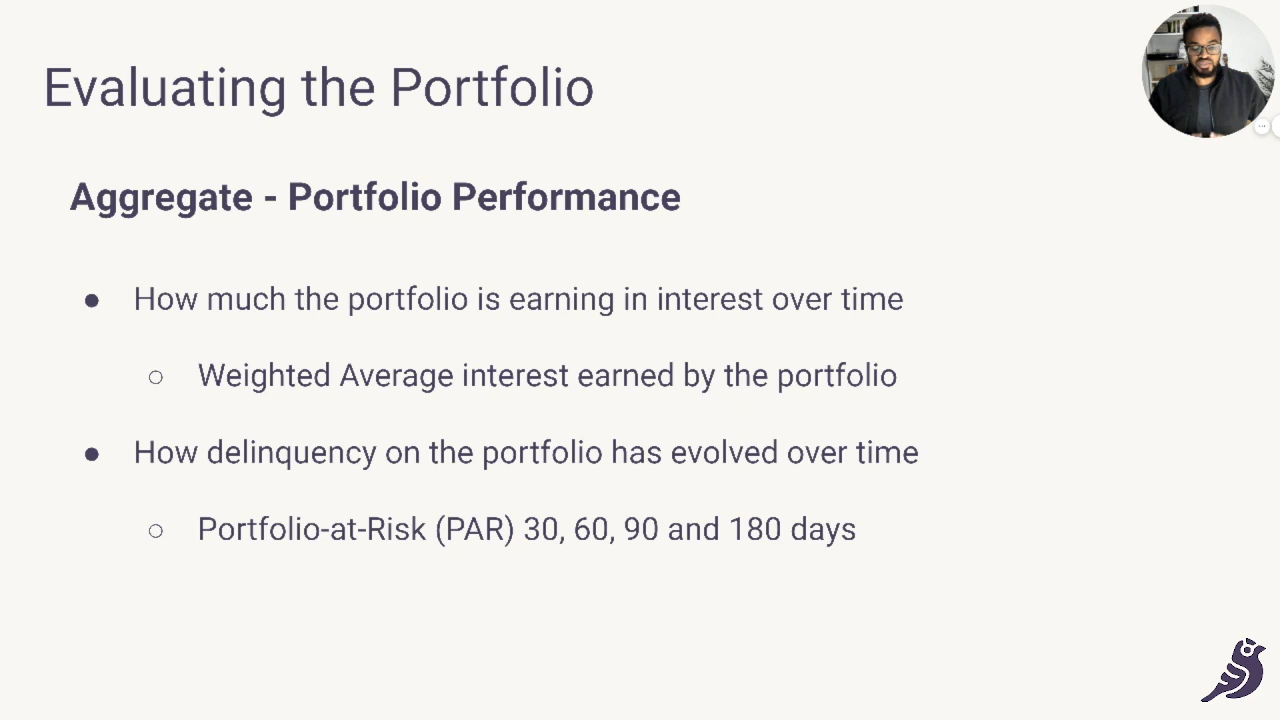 Evaluating the Portfolio
Aggregate - Portfolio Performance
● How much the portfolio is earning in interest over time
○ Weighted Average interest earned by the portfolio
● How delinquency on the portfolio has evolved over time
○ Portfolio-at-Risk (PAR) 30, 60, 90 and 180 days